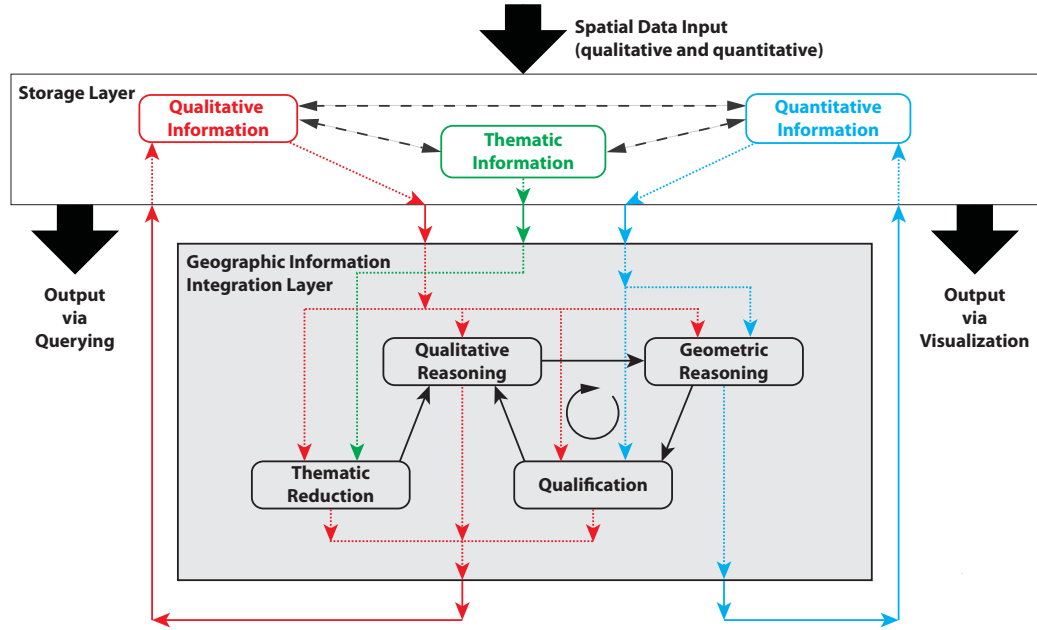 Spatial Data Input
(qualitative and quantitative)
Storage Layer
Qualitative
Information
Thematic
Information
Quantitative
Information
Geographic Information
Integration Layer
Output
via
Querying
Output
via
Visualization
Qualitative
Reasoning
Geometric
Reasoning
Thematic
Reduction
Qualification